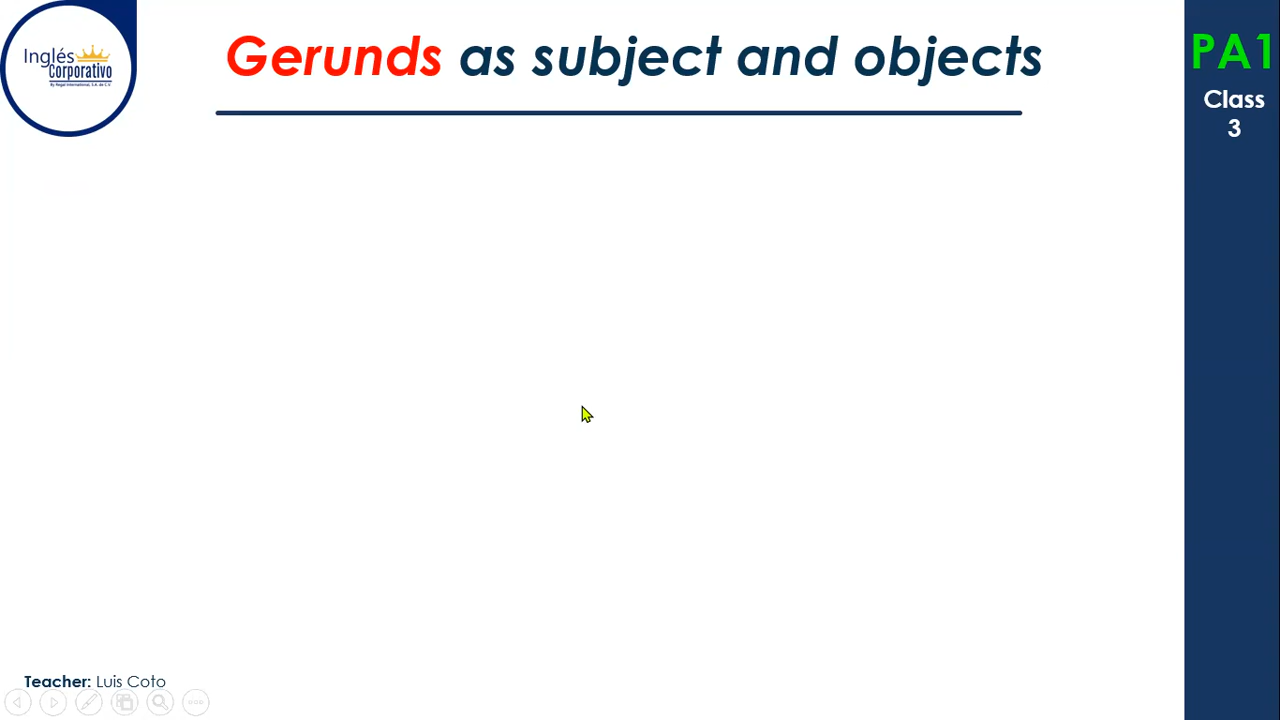 Inglés
Corporativo
By Regal International, S.A. de C.V.
Gerunds as subject and objects
PA1
Class
3
Teacher: Luis Coto